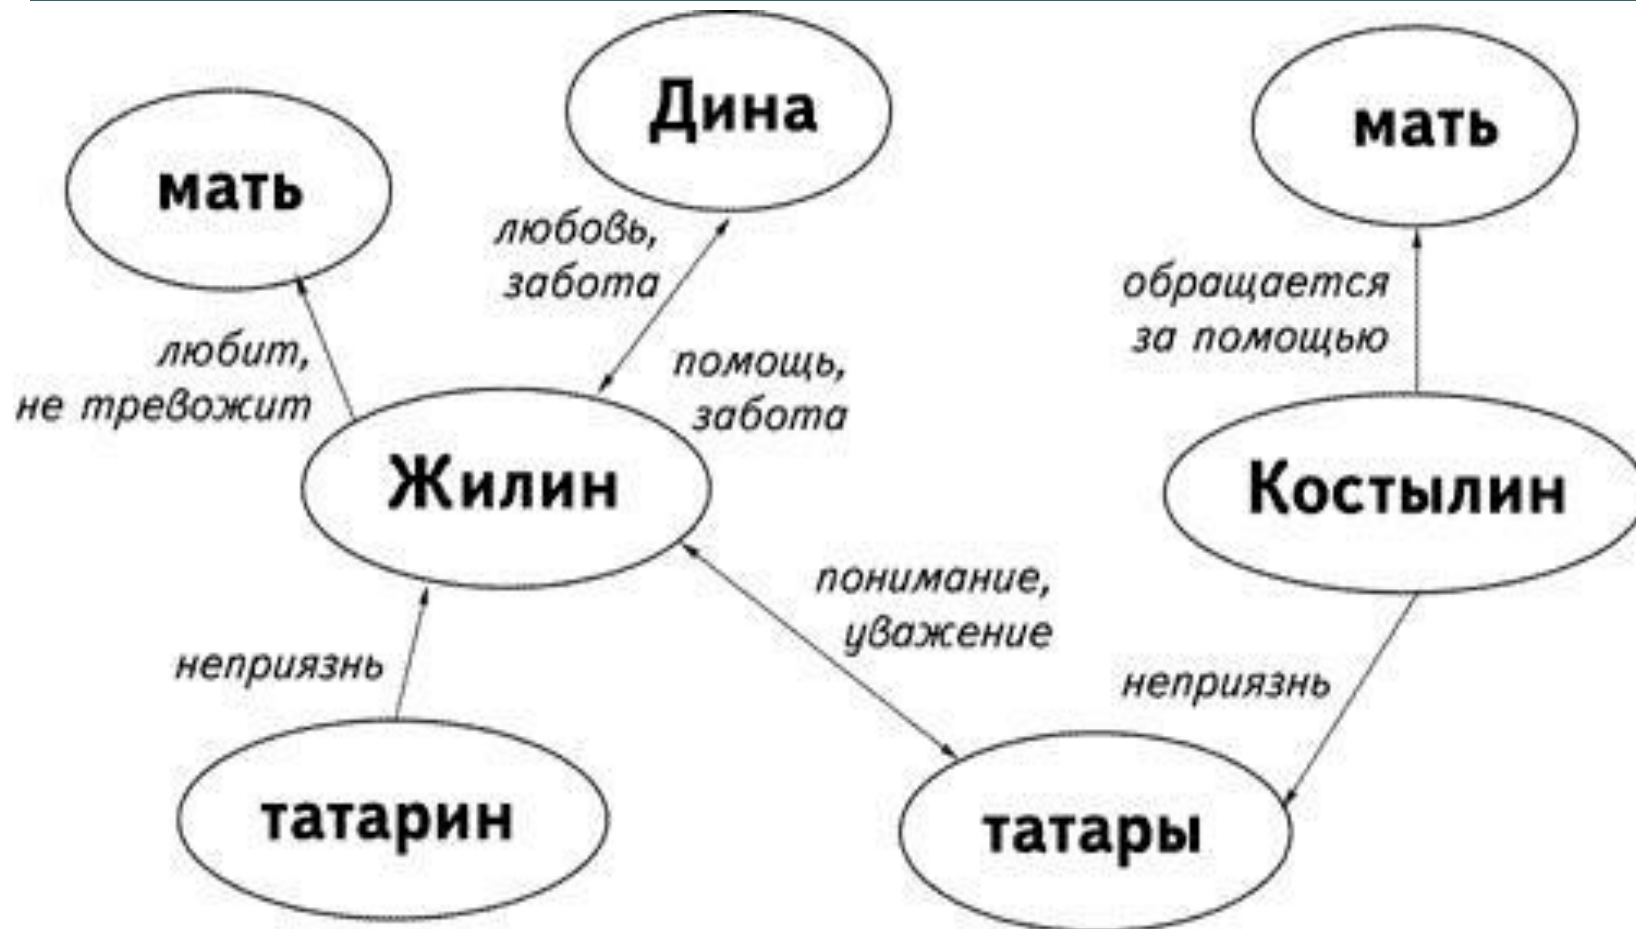 Дина
мать
мать
любовь,
забота
обращается
за помощью
любит,
не тревожит
помощь,
забота
Жилин
Костылин
понимание,
уважение
неприязнь
неприязнь
татарин
татары